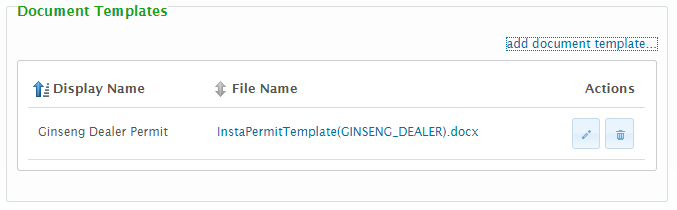 Document Templates
add document template...
Display Name File Name Actions
Ginseng Dealer Permit InstaPermitTemplate(GINSENG_DEALER).docx